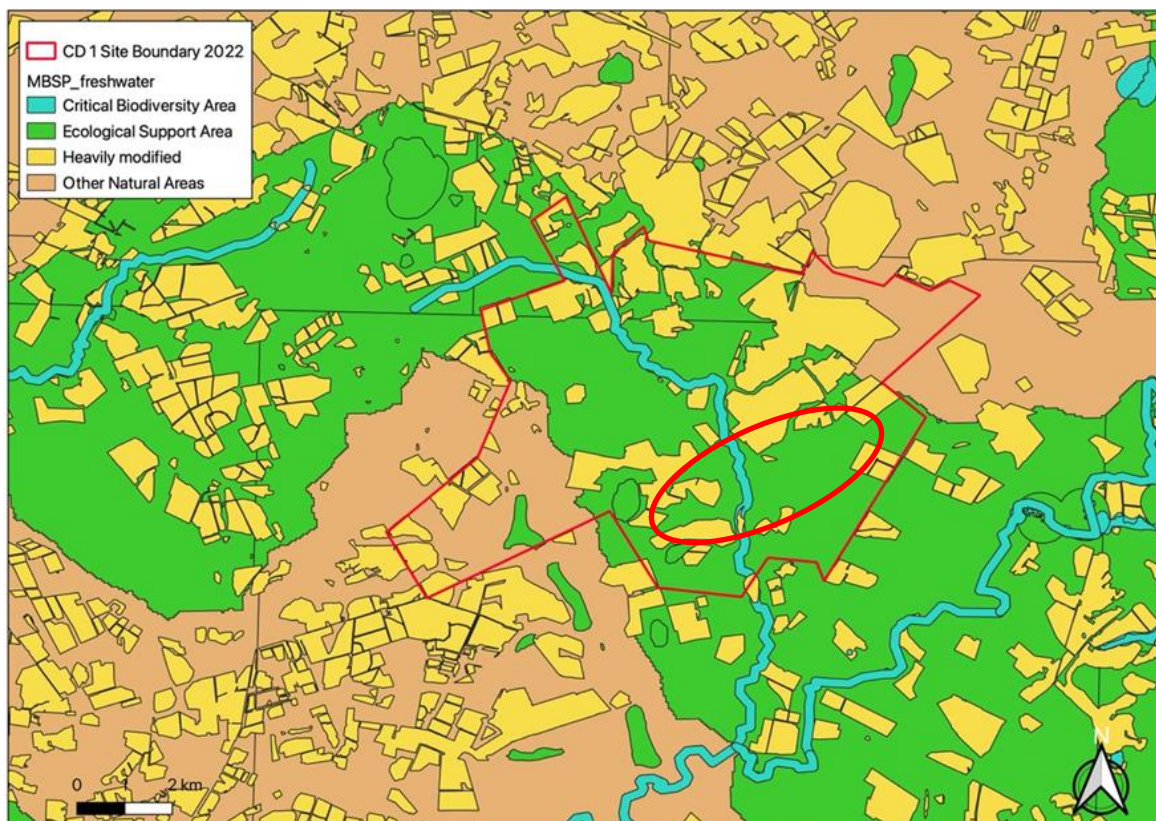 CD 1 Site Boundary 2022
MBSP_freshwater
Critical Biodiversity Area
Ecological Support Area
Heavily modified
Other Natural Areas
0 1 2 km
N